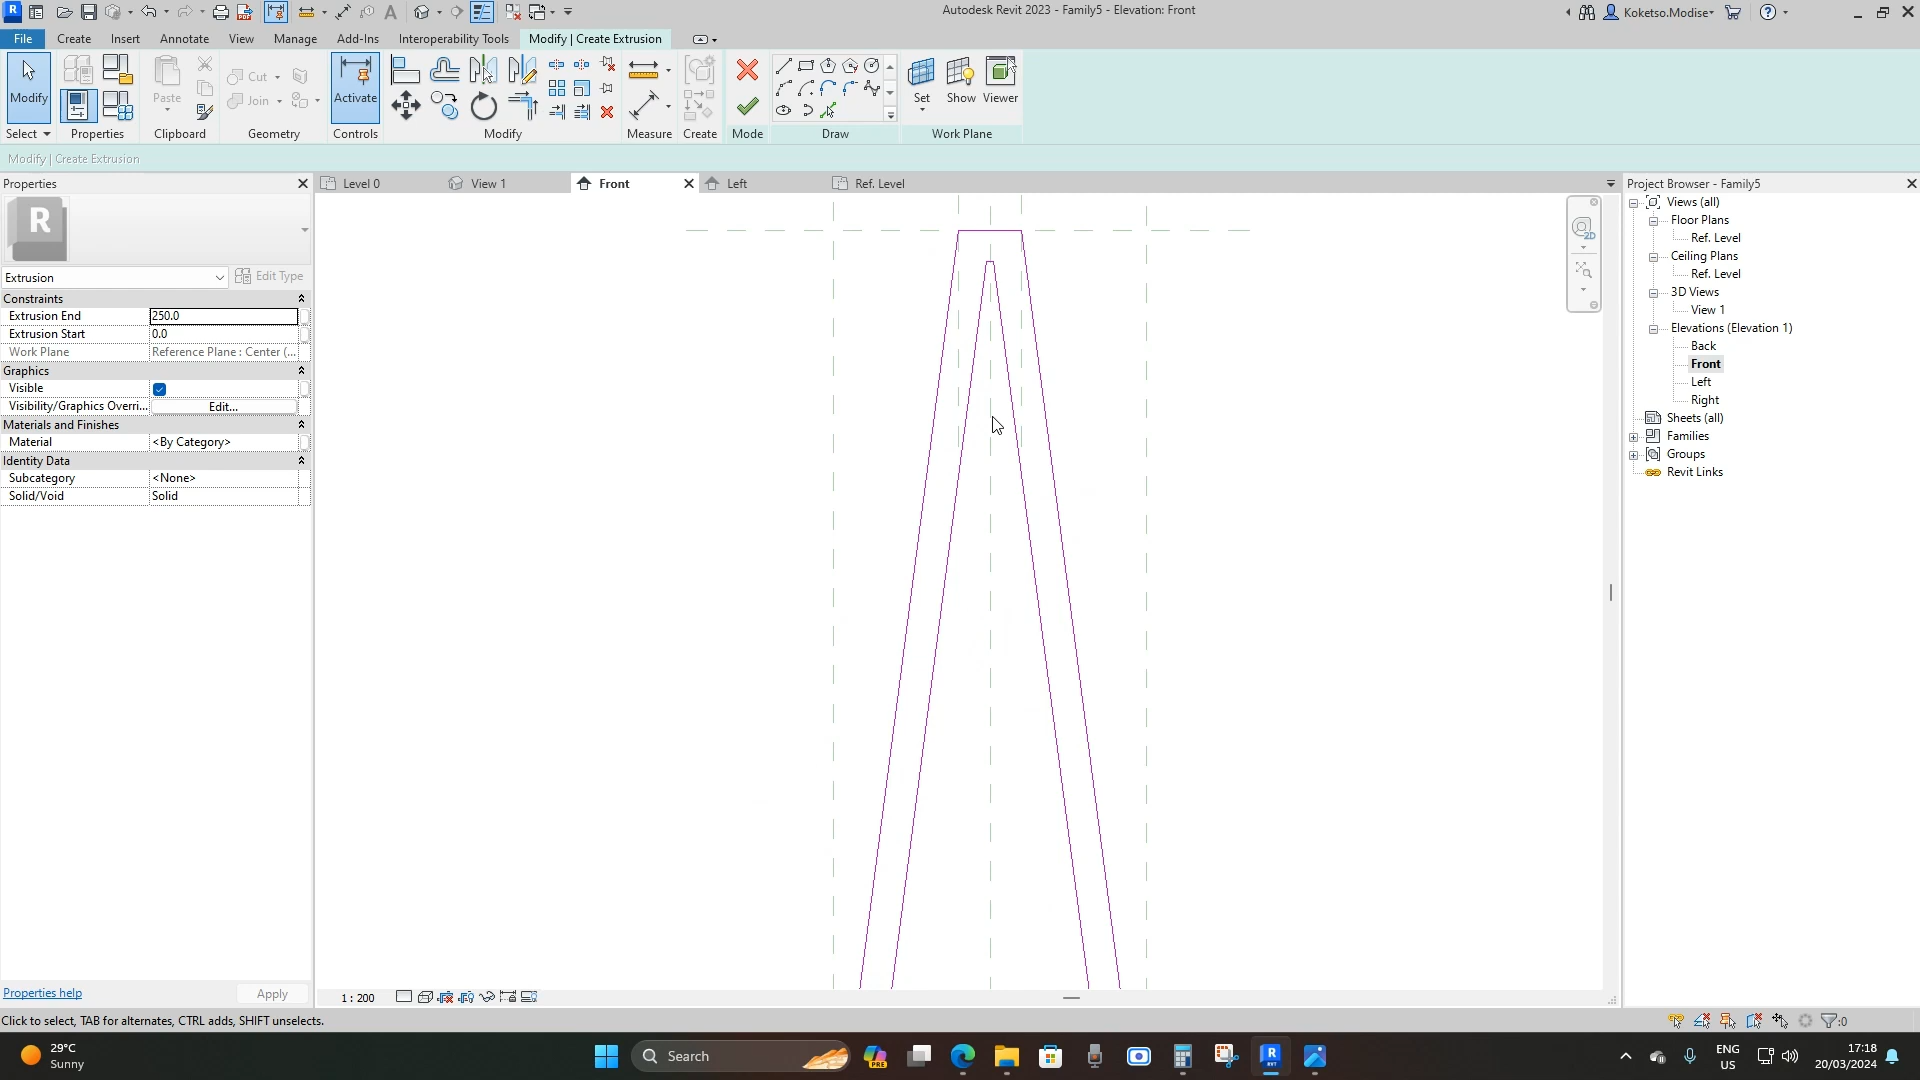 Autodesk Revit 2023 - Family5 - Elevation: Front
Koketso.Modise
File
Create
Insert
Annotate
View
Manage
Add-Ins
Interoperability Tools
Modify | Create Extrusion
Modify
Paste
Cut
Join
Activate
Set
Show
Viewer
Select
Properties
Clipboard
Geometry
Controls
Modify
Measure
Create
Mode
Draw
Work Plane
Modify | Create Extrusion
Properties
Level 0
View 1
Front
Left
Ref. Level
Project Browser - Family5
R
Extrusion
Edit Type
Constraints
Extrusion End 250.0
Extrusion Start 0.0
Work Plane Reference Plane : Center (...
Graphics
Visible
Visibility/Graphics Overri... Edit...
Materials and Finishes
Material <By Category>
Identity Data
Subcategory <None>
Solid/Void Solid
2D
Views (all)
Floor Plans
Ref. Level
Ceiling Plans
Ref. Level
3D Views
View 1
Elevations (Elevation 1)
Back
Front
Left
Right
Sheets (all)
Families
Groups
Revit Links
Properties help
Apply
1 : 200
Click to select, TAB for alternates, CTRL adds, SHIFT unselects.
:0
29°C
Sunny
Search
PRE
ENG
US
17:18
20/03/2024